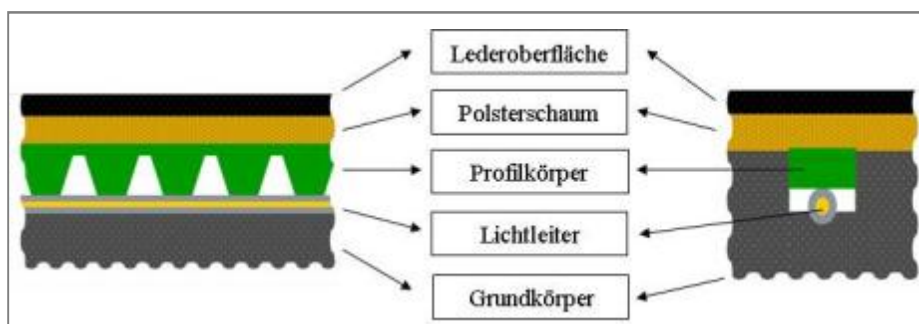 Lederoberfläche
Polsterschaum
Profilkörper
Lichtleiter
Grundkörper